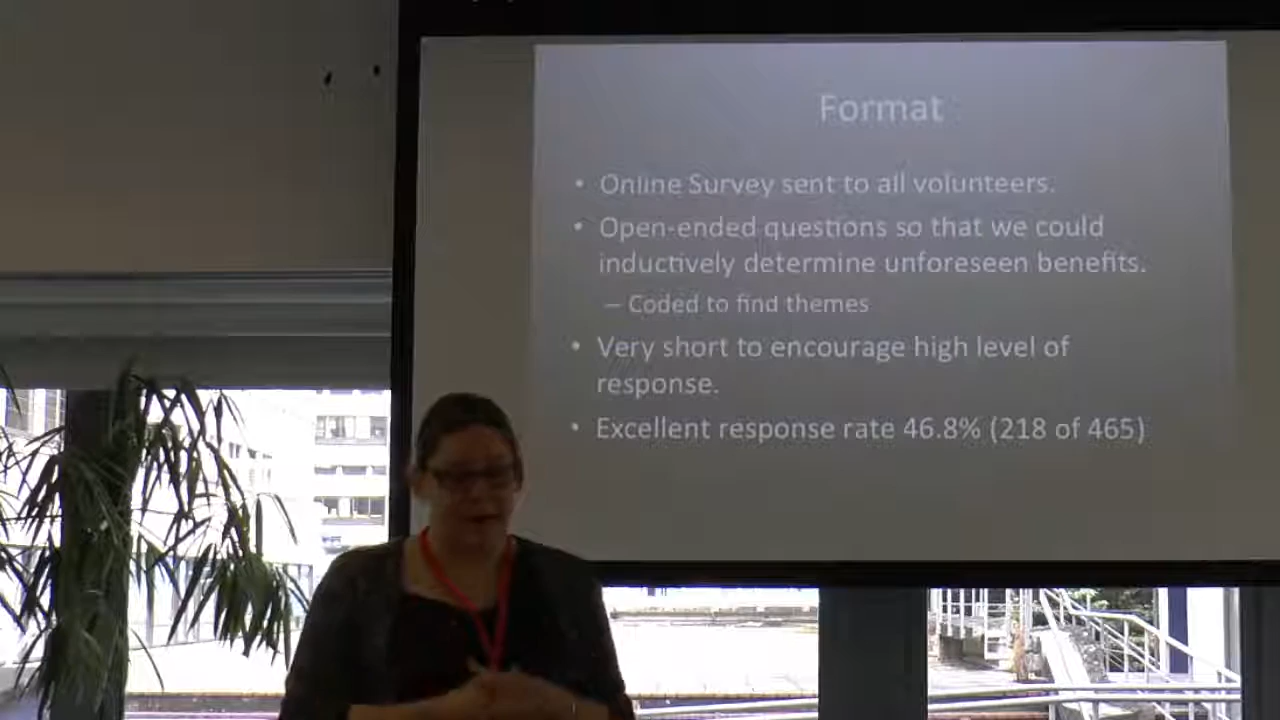 Format
• Online Survey sent to all volunteers.
• Open-ended questions so that we could
inductively determine unforeseen benefits.
– Coded to find themes
• Very short to encourage high level of
response.
• Excellent response rate 46.8% (218 of 465)